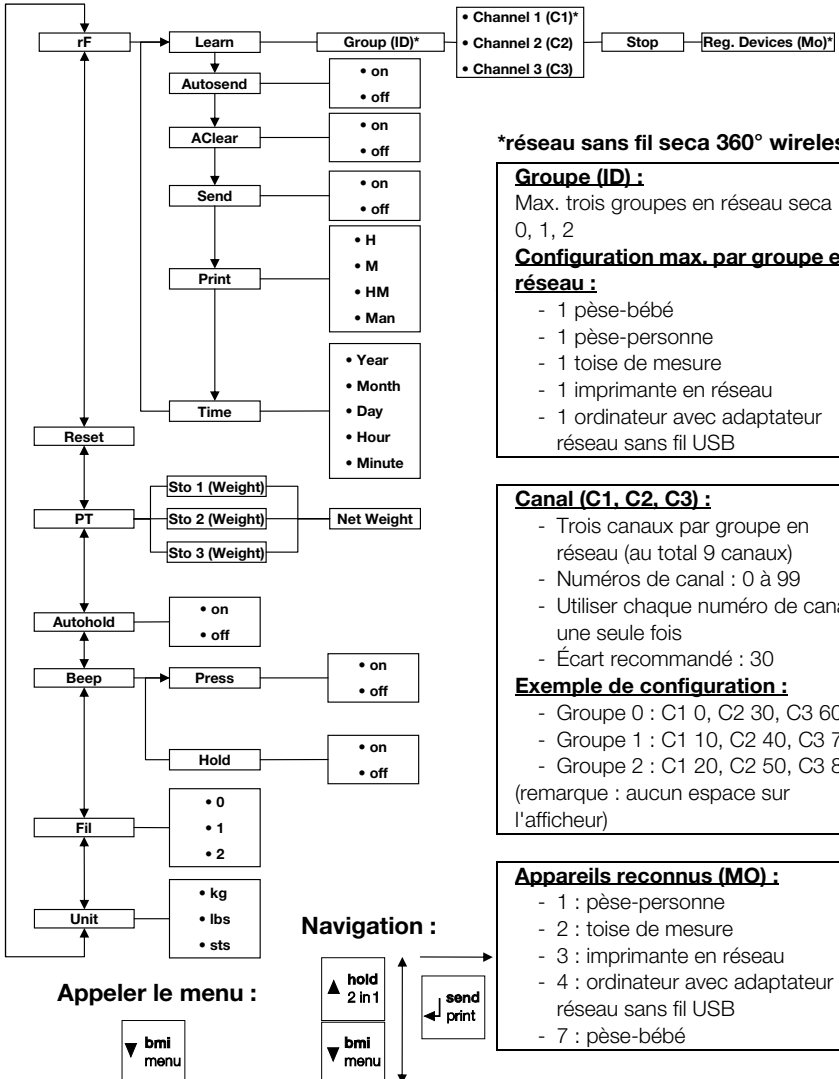 rF
Learn
Group (ID)*
• Channel 1 (C1)*
• Channel 2 (C2)
• Channel 3 (C3)
Stop
Reg. Devices (Mo)*
Autosend
• on
• off
AClear
• on
• off
Send
• on
• off
Print
• H
• M
• HM
• Man
Time
• Year
• Month
• Day
• Hour
• Minute
Reset
PT
Sto 1 (Weight)
Sto 2 (Weight)
Sto 3 (Weight)
Net Weight
Autohold
• on
• off
Beep
Press
• on
• off
Hold
• on
• off
Fil
• 0
• 1
• 2
Unit
• kg
• lbs
• sts
*réseau sans fil seca 360° wireles
Groupe (ID) :
Max. trois groupes en réseau seca
0, 1, 2
Configuration max. par groupe e
réseau :
- 1 pèse-bébé
- 1 pèse-personne
- 1 toise de mesure
- 1 imprimante en réseau
- 1 ordinateur avec adaptateur
réseau sans fil USB
Canal (C1, C2, C3) :
- Trois canaux par groupe en
réseau (au total 9 canaux)
- Numéros de canal : 0 à 99
- Utiliser chaque numéro de cana
une seule fois
- Écart recommandé : 30
Exemple de configuration :
- Groupe 0 : C1 0, C2 30, C3 60
- Groupe 1 : C1 10, C2 40, C3 7
- Groupe 2 : C1 20, C2 50, C3 8
(remarque : aucun espace sur
l'afficheur)
Appareils reconnus (MO) :
- 1 : pèse-personne
- 2 : toise de mesure
- 3 : imprimante en réseau
- 4 : ordinateur avec adaptateur
réseau sans fil USB
- 7 : pèse-bébé
Appeler le menu :
bmi
menu
Navigation :
hold
2 in 1
bmi
menu
send
print